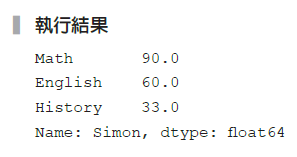 執行結果
Math 90.0
English 60.0
History 33.0
Name: Simon, dtype: float64